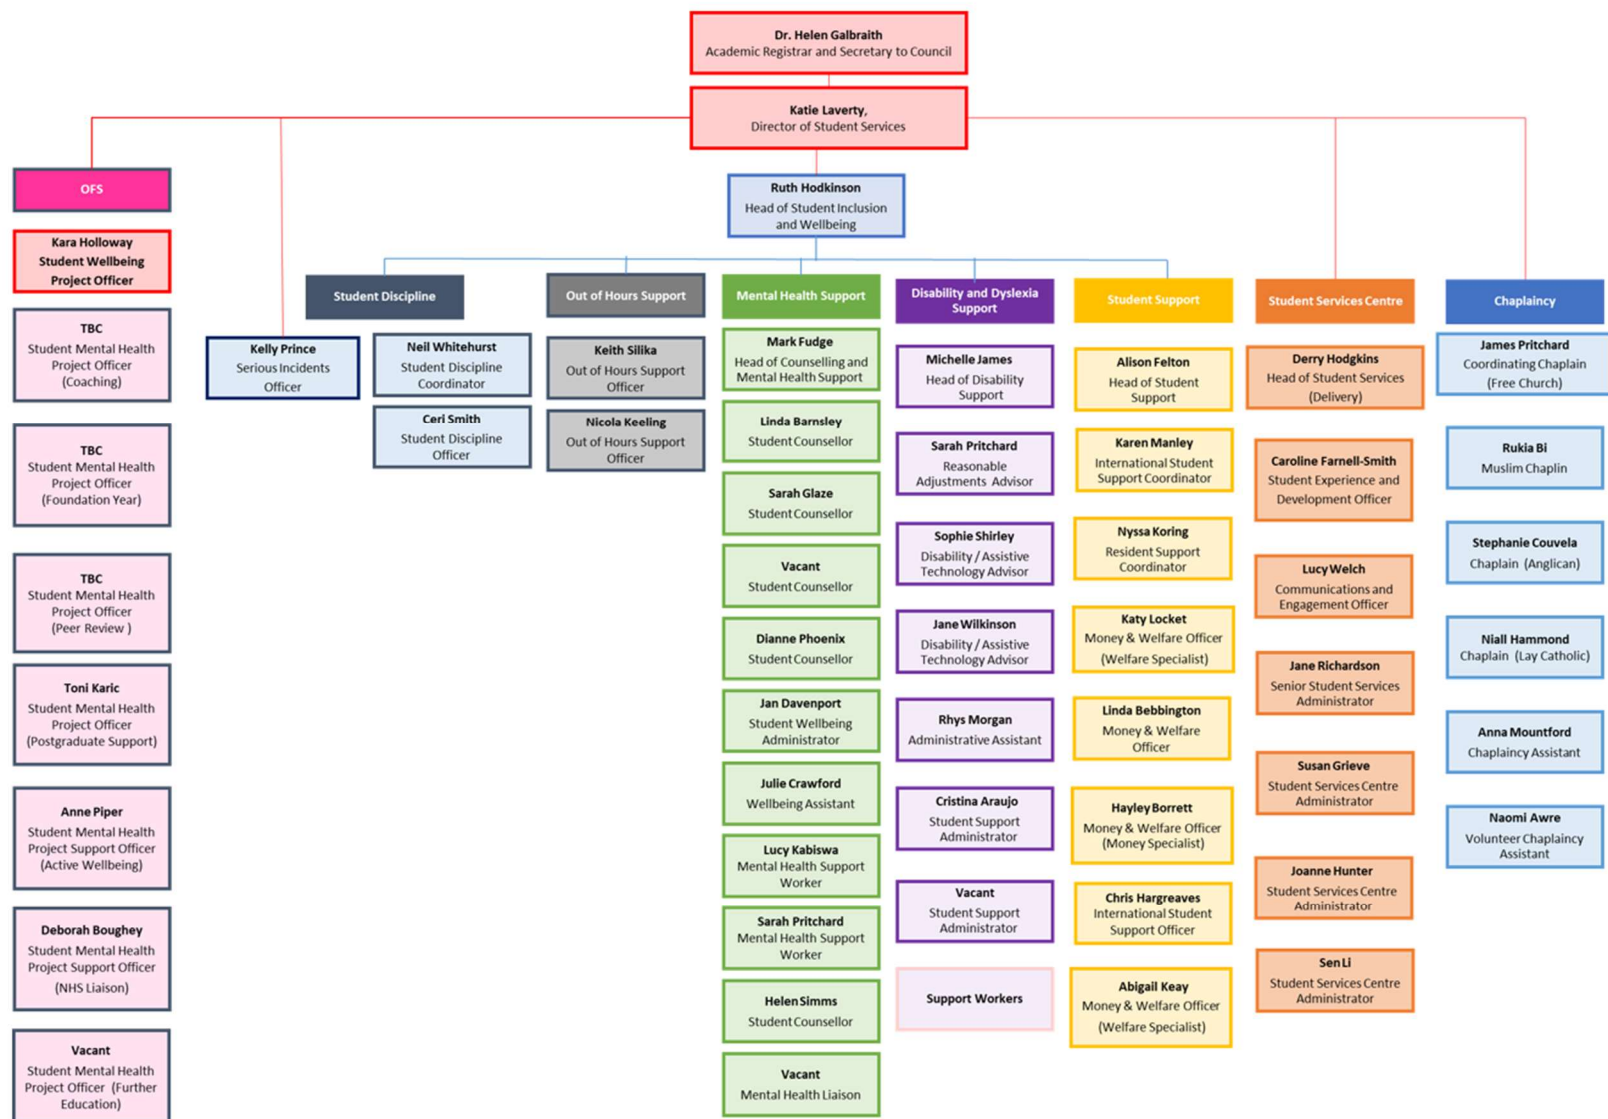 Dr. Helen Galbraith
Academic Registrar and Secretary to Council
Katie Laverty,
Director of Student Services
Ruth Hodkinson
Head of Student Inclusion
and Wellbeing
OFS
Kara Holloway
Student Wellbeing
Project Officer
TBC
Student Mental Health
Project Officer
(Coaching)
TBC
Student Mental Health
Project Officer
(Foundation Year)
TBC
Student Mental Health
Project Officer
(Peer Review )
Toni Karic
Student Mental Health
Project Officer
(Postgraduate Support)
Anne Piper
Student Mental Health
Project Support Officer
(Active Wellbeing)
Deborah Boughey
Student Mental Health
Project Support Officer
(NHS Liaison)
Vacant
Student Mental Health
Project Officer (Further
Education)
Kelly Prince
Serious Incidents
Officer
Student Discipline
Neil Whitehurst
Student Discipline
Coordinator
Ceri Smith
Student Discipline
Officer
Out of Hours Support
Keith Silika
Out of Hours Support
Officer
Nicola Keeling
Out of Hours Support
Officer
Mental Health Support
Mark Fudge
Head of Counselling and
Mental Health Support
Linda Barnsley
Student Counsellor
Sarah Glaze
Student Counsellor
Vacant
Student Counsellor
Dianne Phoenix
Student Counsellor
Jan Davenport
Student Wellbeing
Administrator
Julie Crawford
Wellbeing Assistant
Lucy Kabiswa
Mental Health Support
Worker
Sarah Pritchard
Mental Health Support
Worker
Helen Simms
Student Counsellor
Vacant
Mental Health Liaison
Disability and Dyslexia
Support
Michelle James
Head of Disability
Support
Sarah Pritchard
Reasonable
Adjustments Advisor
Sophie Shirley
Disability / Assistive
Technology Advisor
Jane Wilkinson
Disability / Assistive
Technology Advisor
Rhys Morgan
Administrative Assistant
Cristina Araujo
Student Support
Administrator
Vacant
Student Support
Administrator
Support Workers
Student Support
Alison Felton
Head of Student
Support
Karen Manley
International Student
Support Coordinator
Nyssa Koring
Resident Support
Coordinator
Katy Locket
Money & Welfare Officer
(Welfare Specialist)
Linda Bebbington
Money & Welfare
Officer
Hayley Borrett
Money & Welfare Officer
(Money Specialist)
Chris Hargreaves
International Student
Support Officer
Abigail Keay
Money & Welfare Officer
(Welfare Specialist)
Student Services Centre
Derry Hodgkins
Head of Student Services
(Delivery)
Caroline Farnell-Smith
Student Experience and
Development Officer
Lucy Welch
Communications and
Engagement Officer
Jane Richardson
Senior Student Services
Administrator
Susan Grieve
Student Services Centre
Administrator
Joanne Hunter
Student Services Centre
Administrator
Sen Li
Student Services Centre
Administrator
Chaplaincy
James Pritchard
Coordinating Chaplain
(Free Church)
Rukia Bi
Muslim Chaplin
Stephanie Couvela
Chaplain (Anglican)
Niall Hammond
Chaplain (Lay Catholic)
Anna Mountford
Chaplaincy Assistant
Naomi Awre
Volunteer Chaplaincy
Assistant